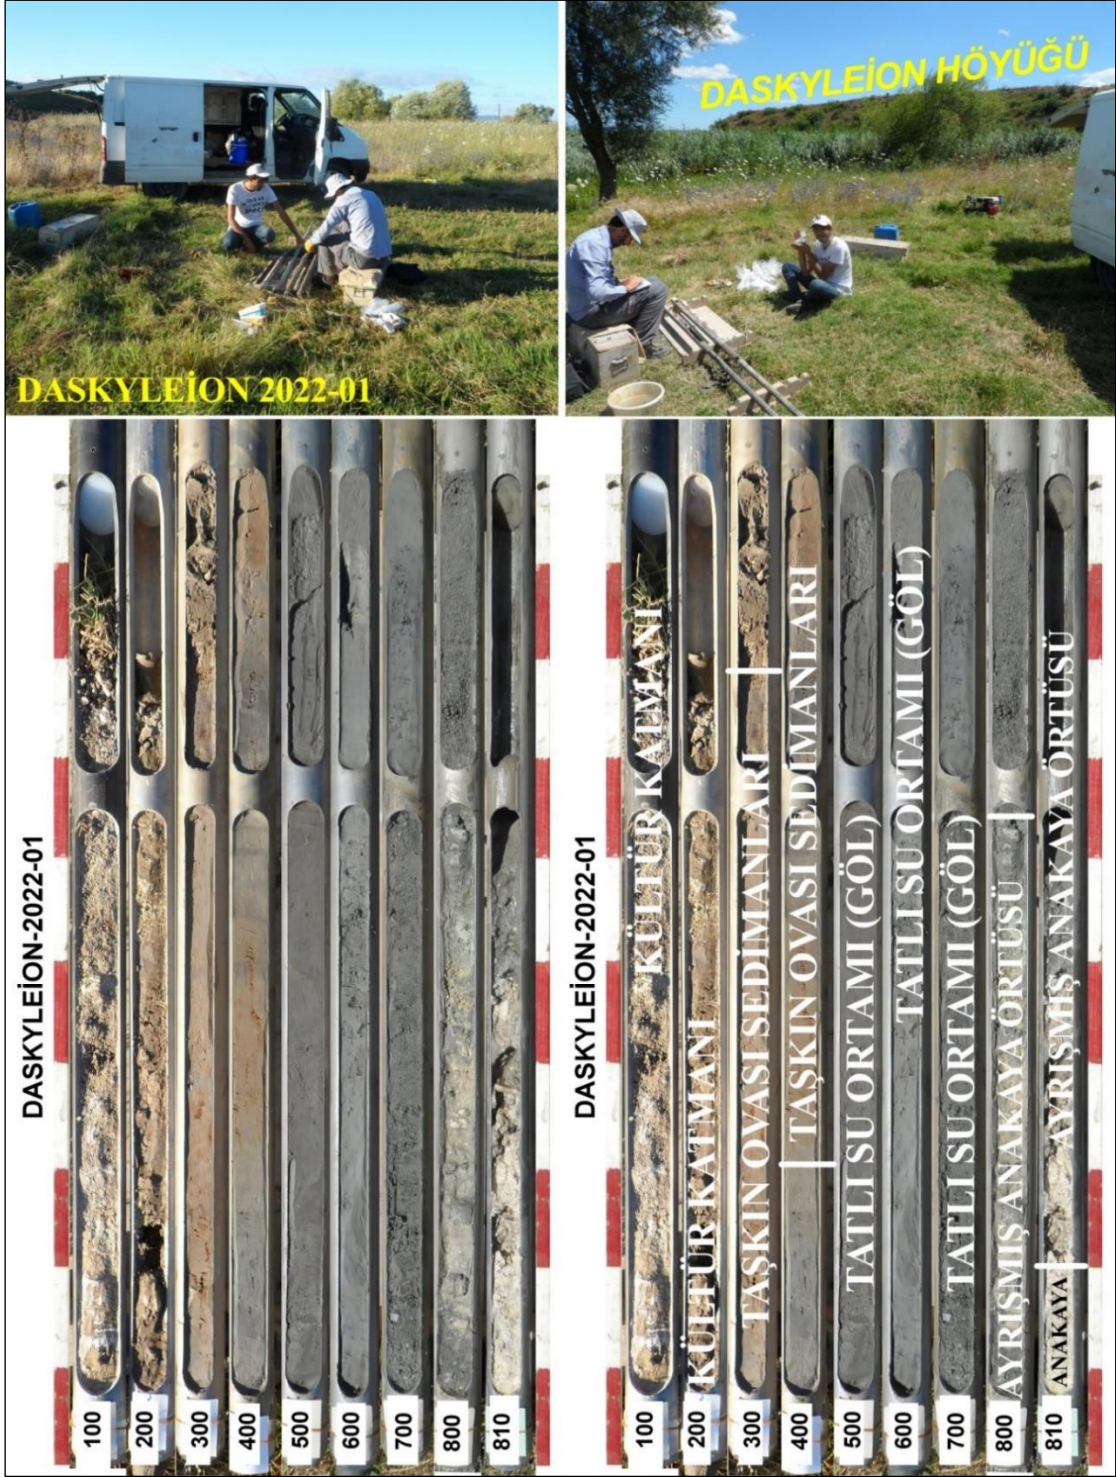 DASKYLEİON 2022-01
DASKYLEİON HÖYÜĞÜ
DASKYLEİON-2022-01
100
200
300
400
500
600
700
800
810
DASKYLEİON-2022-01
KÜLTÜR KATMANI
KÜLTÜR KATMANI
TAŞKIN OVASI SEDİMANLARI
TAŞKIN OVASI SEDİMANLARI
TATLI SU ORTAMI (GÖL)
TATLI SU ORTAMI (GÖL)
TATLI SU ORTAMI (GÖL)
AYRIŞMIŞ ANAKAYA ÖRTÜSÜ
AYRIŞMIŞ ANAKAYA ÖRTÜSÜ
ANAKAYA
100
200
300
400
500
600
700
800
810